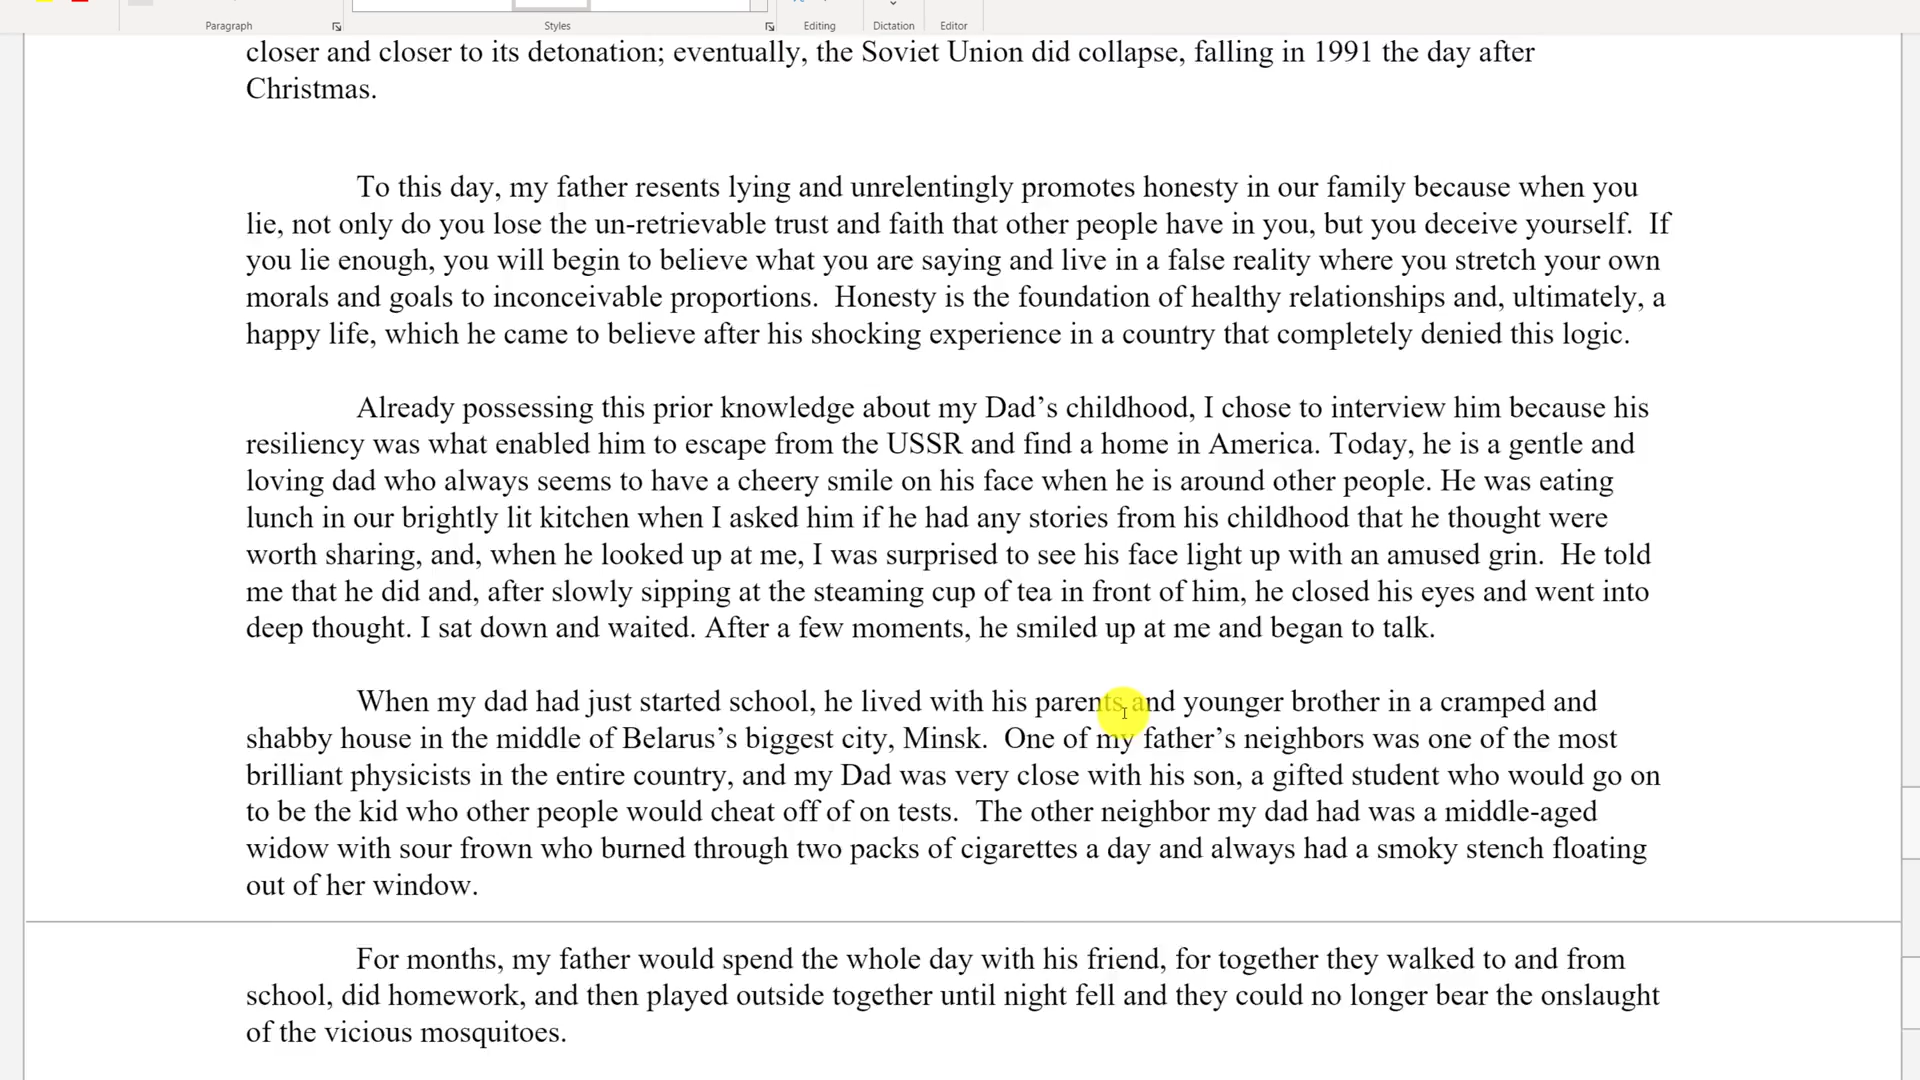 Paragraph Styles Editing Dictation Editor
closer and closer to its detonation; eventually, the Soviet Union did collapse, falling in 1991 the day after
Christmas.
To this day, my father resents lying and unrelentingly promotes honesty in our family because when you
lie, not only do you lose the un-retrievable trust and faith that other people have in you, but you deceive yourself.  If
you lie enough, you will begin to believe what you are saying and live in a false reality where you stretch your own
morals and goals to inconceivable proportions.  Honesty is the foundation of healthy relationships and, ultimately, a
happy life, which he came to believe after his shocking experience in a country that completely denied this logic.
Already possessing this prior knowledge about my Dad’s childhood, I chose to interview him because his
resiliency was what enabled him to escape from the USSR and find a home in America. Today, he is a gentle and
loving dad who always seems to have a cheery smile on his face when he is around other people. He was eating
lunch in our brightly lit kitchen when I asked him if he had any stories from his childhood that he thought were
worth sharing, and, when he looked up at me, I was surprised to see his face light up with an amused grin.  He told
me that he did and, after slowly sipping at the steaming cup of tea in front of him, he closed his eyes and went into
deep thought. I sat down and waited. After a few moments, he smiled up at me and began to talk.
When my dad had just started school, he lived with his parents and younger brother in a cramped and
shabby house in the middle of Belarus’s biggest city, Minsk.  One of my father’s neighbors was one of the most
brilliant physicists in the entire country, and my Dad was very close with his son, a gifted student who would go on
to be the kid who other people would cheat off of on tests.  The other neighbor my dad had was a middle-aged
widow with sour frown who burned through two packs of cigarettes a day and always had a smoky stench floating
out of her window.
For months, my father would spend the whole day with his friend, for together they walked to and from
school, did homework, and then played outside together until night fell and they could no longer bear the onslaught
of the vicious mosquitoes.